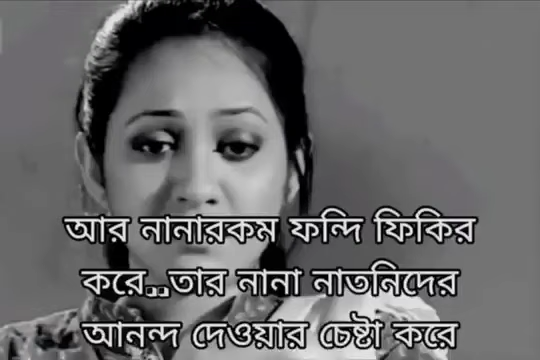 আর নানারকম ফন্দি ফিকির
করে..তার নানা নাতনিদের
আনন্দ দেওয়ার চেষ্টা করে